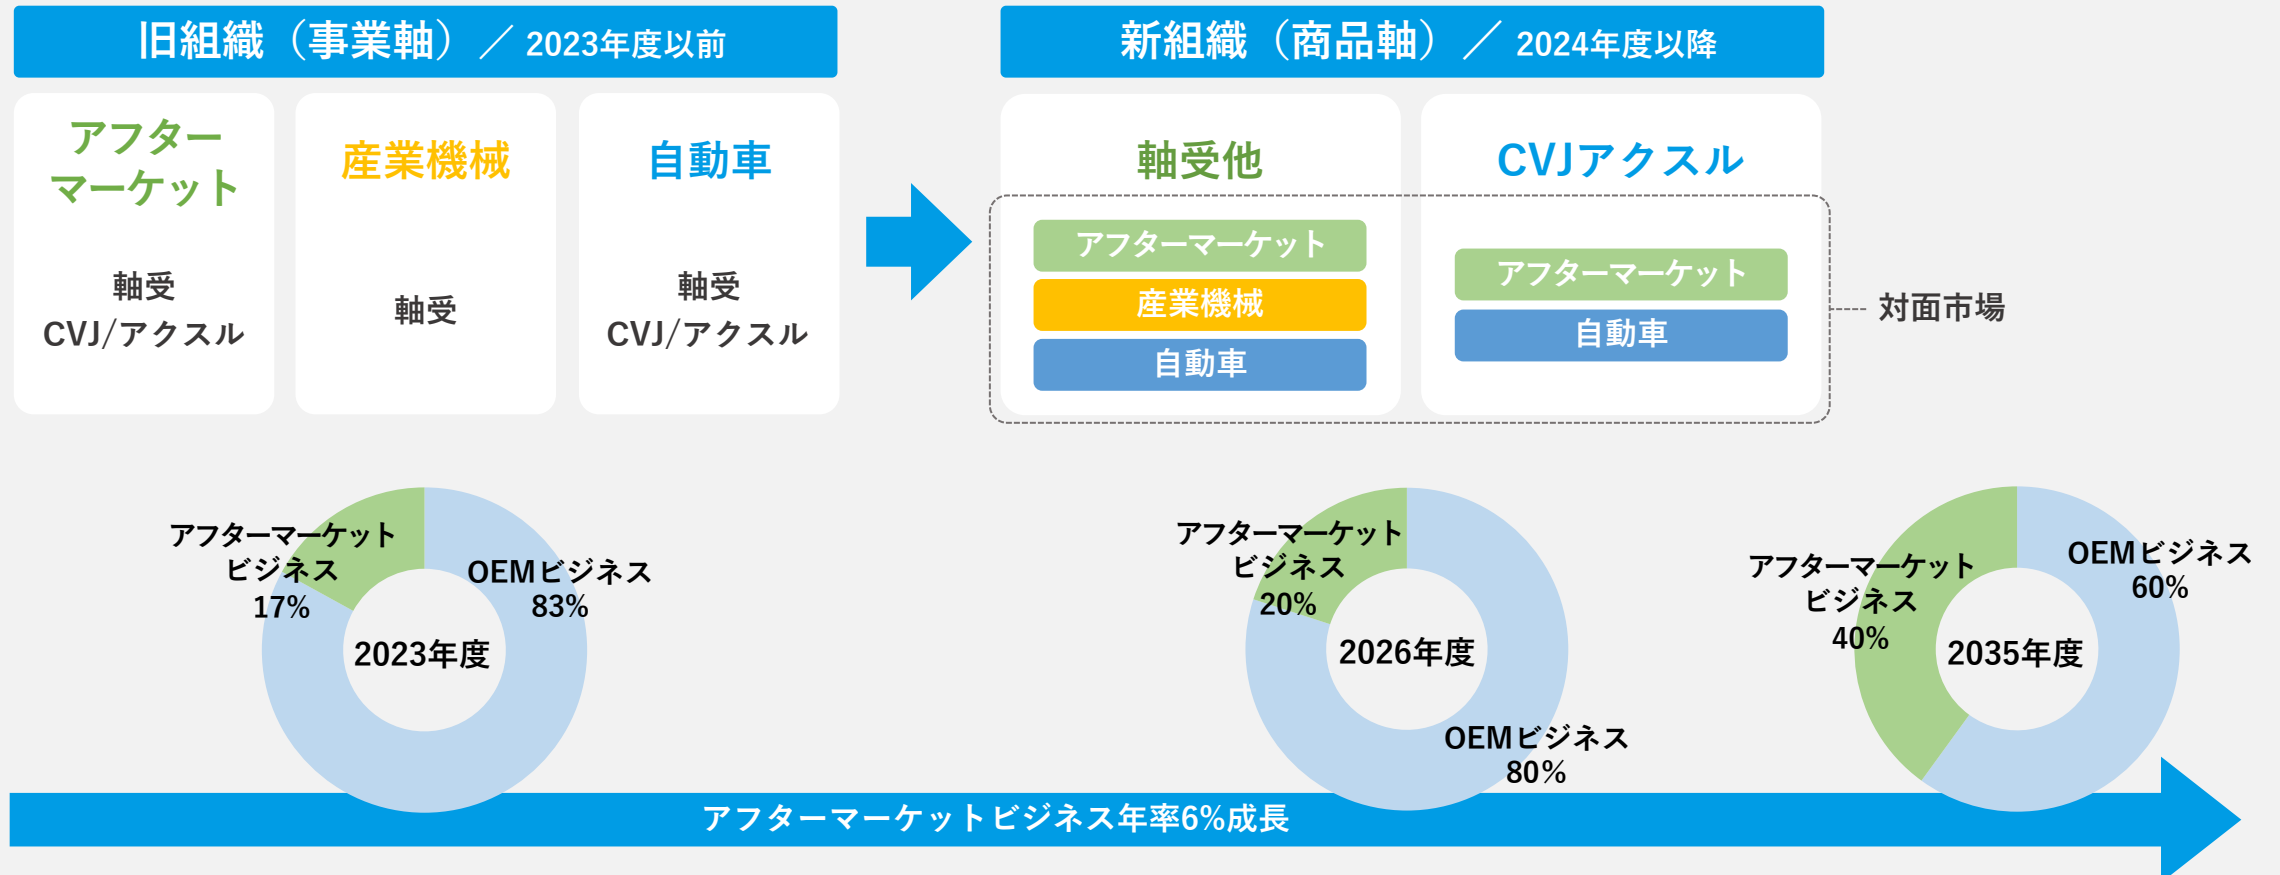 旧組織（事業軸）／ 2023年度以前
アフター
マーケット
軸受
CVJ/アクスル
産業機械
軸受
自動車
軸受
CVJ/アクスル
新組織（商品軸）／ 2024年度以降
軸受他
アフターマーケット
産業機械
自動車
CVJアクスル
アフターマーケット
自動車
対面市場
アフターマーケット
ビジネス
17%
OEMビジネス
83%
2023年度
アフターマーケット
ビジネス
20%
2026年度
OEMビジネス
80%
アフターマーケット
ビジネス
40%
OEMビジネス
60%
2035年度
アフターマーケットビジネス年率6%成長